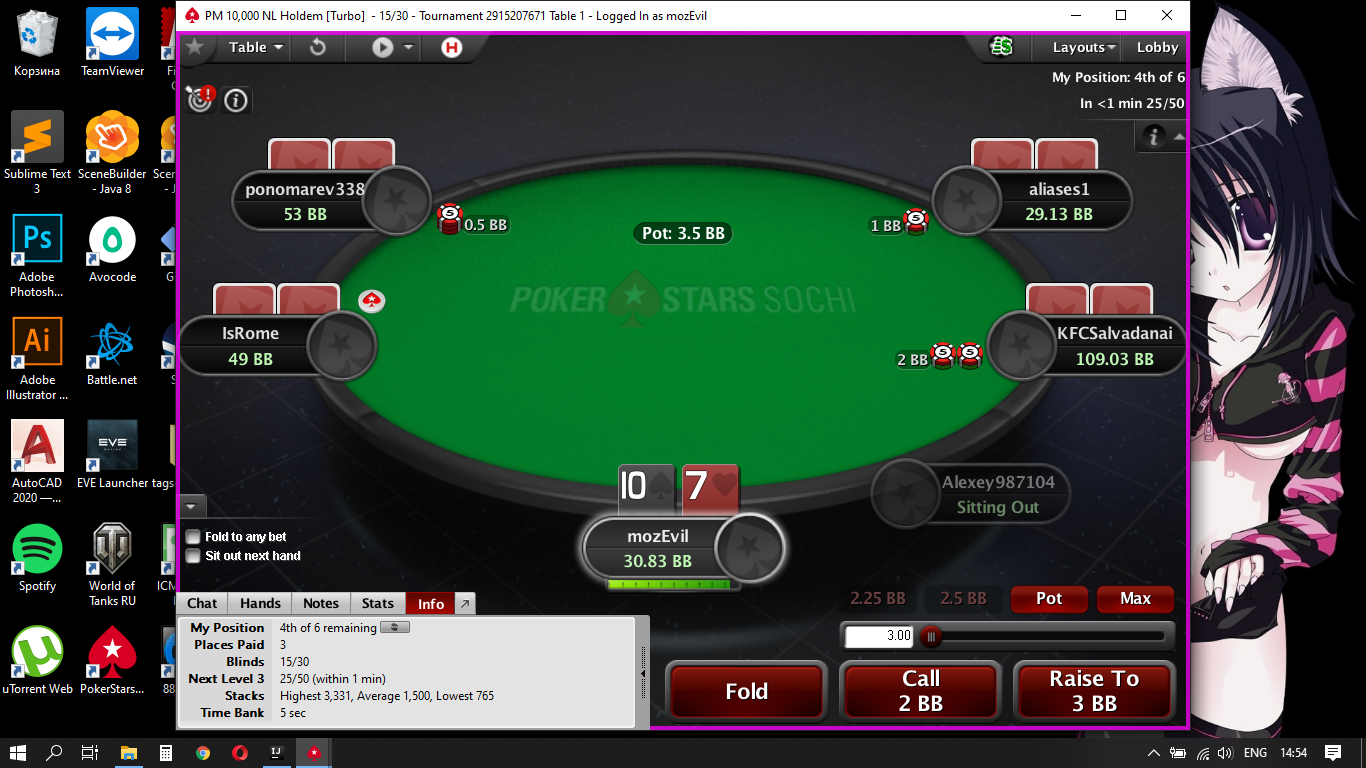 PM 10,000 NL Holdem [Turbo]  - 15/30 - Tournament 2915207671 Table 1 - Logged In as mozEvil
Table
H
Layouts
Lobby
My Position: 4th of 6
In <1 min 25/50
Корзина
TeamViewer
Sublime Text
3
SceneBuilder
- Java 8
Ps
Adobe
Photosh...
Avocode
Ai
Adobe
Illustrator ...
Battle.net
AutoCAD
2020 —...
EVE
EVE Launcher
tags
Spotify
World of
Tanks RU
uTorrent Web
PokerStars...
88
ponomarev338
53 BB
0.5 BB
Pot: 3.5 BB
1 BB
aliases1
29.13 BB
POKER STARS SOCHI
IsRome
49 BB
2 BB
KFCSalvadanai
109.03 BB
10
7
mozEvil
30.83 BB
Alexey987104
Sitting Out
Fold to any bet
Sit out next hand
Chat
Hands
Notes
Stats
Info
My Position 4th of 6 remaining
Places Paid 3
Blinds 15/30
Next Level 3 25/50 (within 1 min)
Stacks Highest 3,331, Average 1,500, Lowest 765
Time Bank 5 sec
2.25 BB
2.5 BB
Pot
Max
3.00
Fold
Call
2 BB
Raise To
3 BB
ENG
14:54